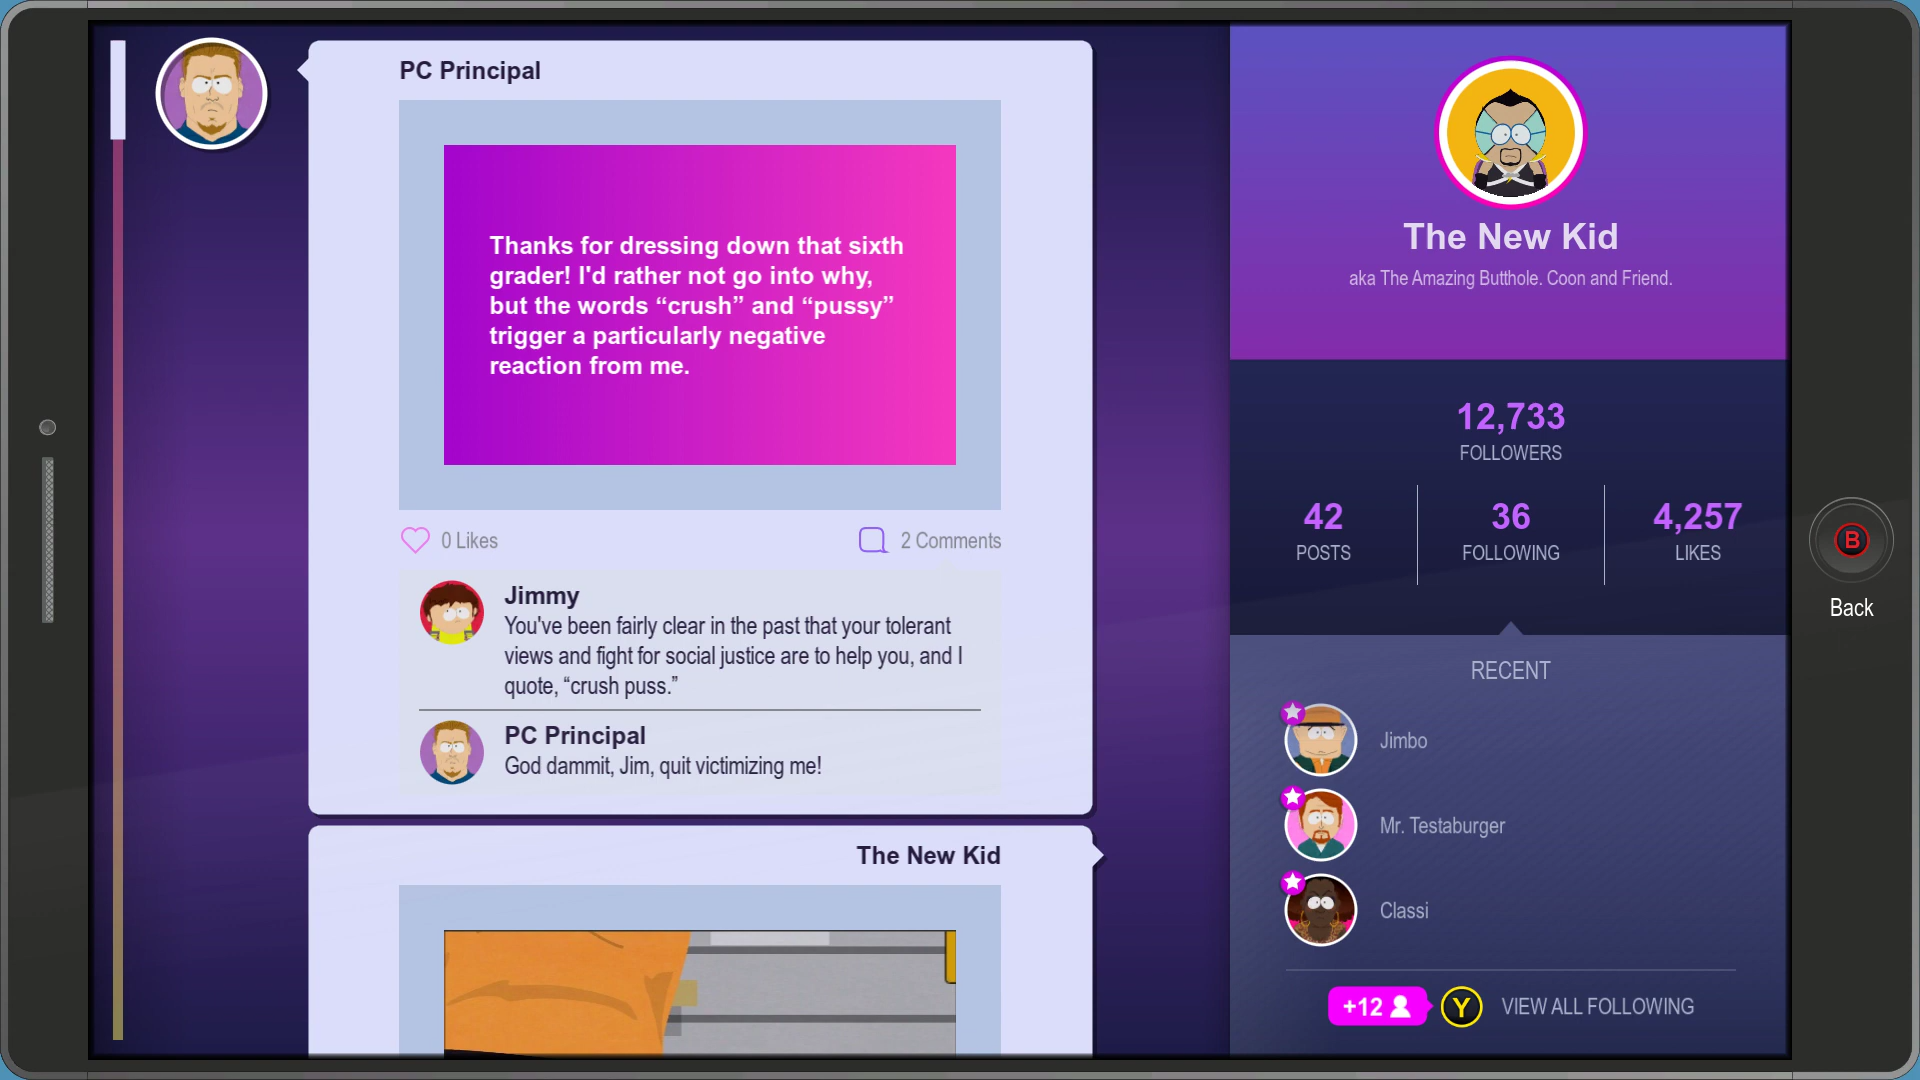 PC Principal
Thanks for dressing down that sixth
grader! I'd rather not go into why,
but the words “crush” and “pussy”
trigger a particularly negative
reaction from me.
0 Likes
2 Comments
Jimmy
You've been fairly clear in the past that your tolerant
views and fight for social justice are to help you, and I
quote, “crush puss.”
PC Principal
God dammit, Jim, quit victimizing me!
The New Kid
The New Kid
aka The Amazing Butthole. Coon and Friend.
12,733
FOLLOWERS
42
POSTS
36
FOLLOWING
4,257
LIKES
RECENT
Jimbo
Mr. Testaburger
Classi
+12
Y
VIEW ALL FOLLOWING
B
Back